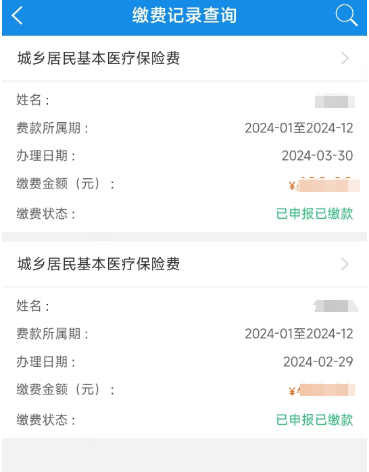 缴费记录查询
城乡居民基本医疗保险费
姓名：
费款所属期： 2024-01至2024-12
办理日期： 2024-03-30
缴费金额（元）： ¥
缴费状态： 已申报已缴款
城乡居民基本医疗保险费
姓名：
费款所属期： 2024-01至2024-12
办理日期： 2024-02-29
缴费金额（元）： ¥
缴费状态： 已申报已缴款